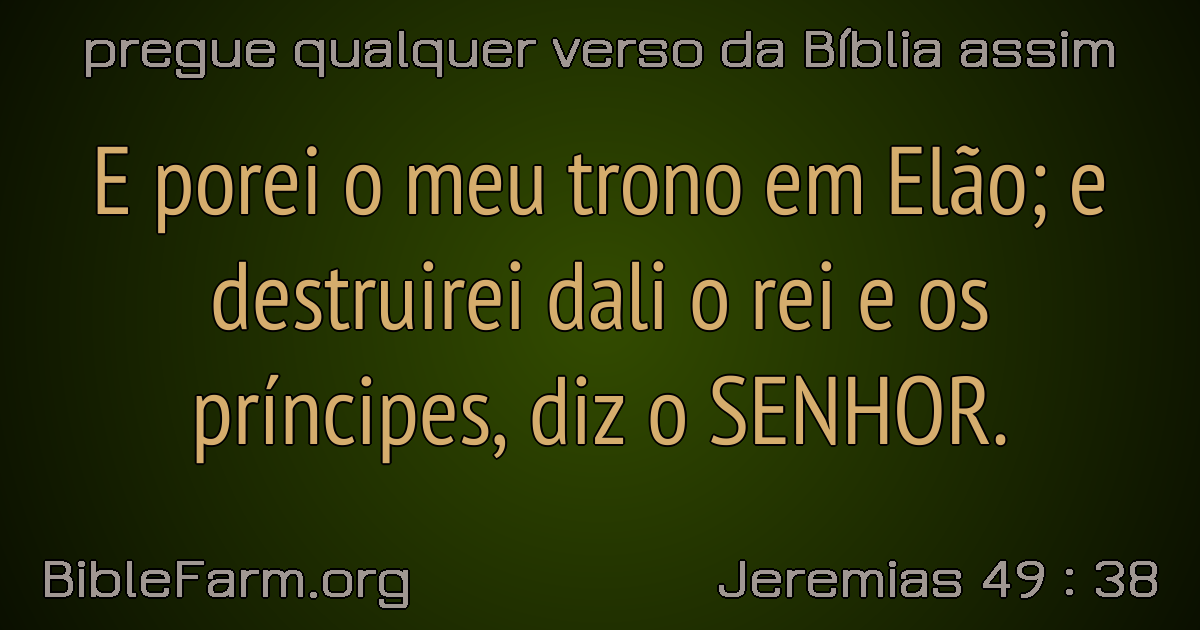 pregue qualquer verso da Bíblia assim
E porei o meu trono em Elão; e
destruirei dali o rei e os
príncipes, diz o SENHOR.
BibleFarm.org
Jeremias 49 : 38